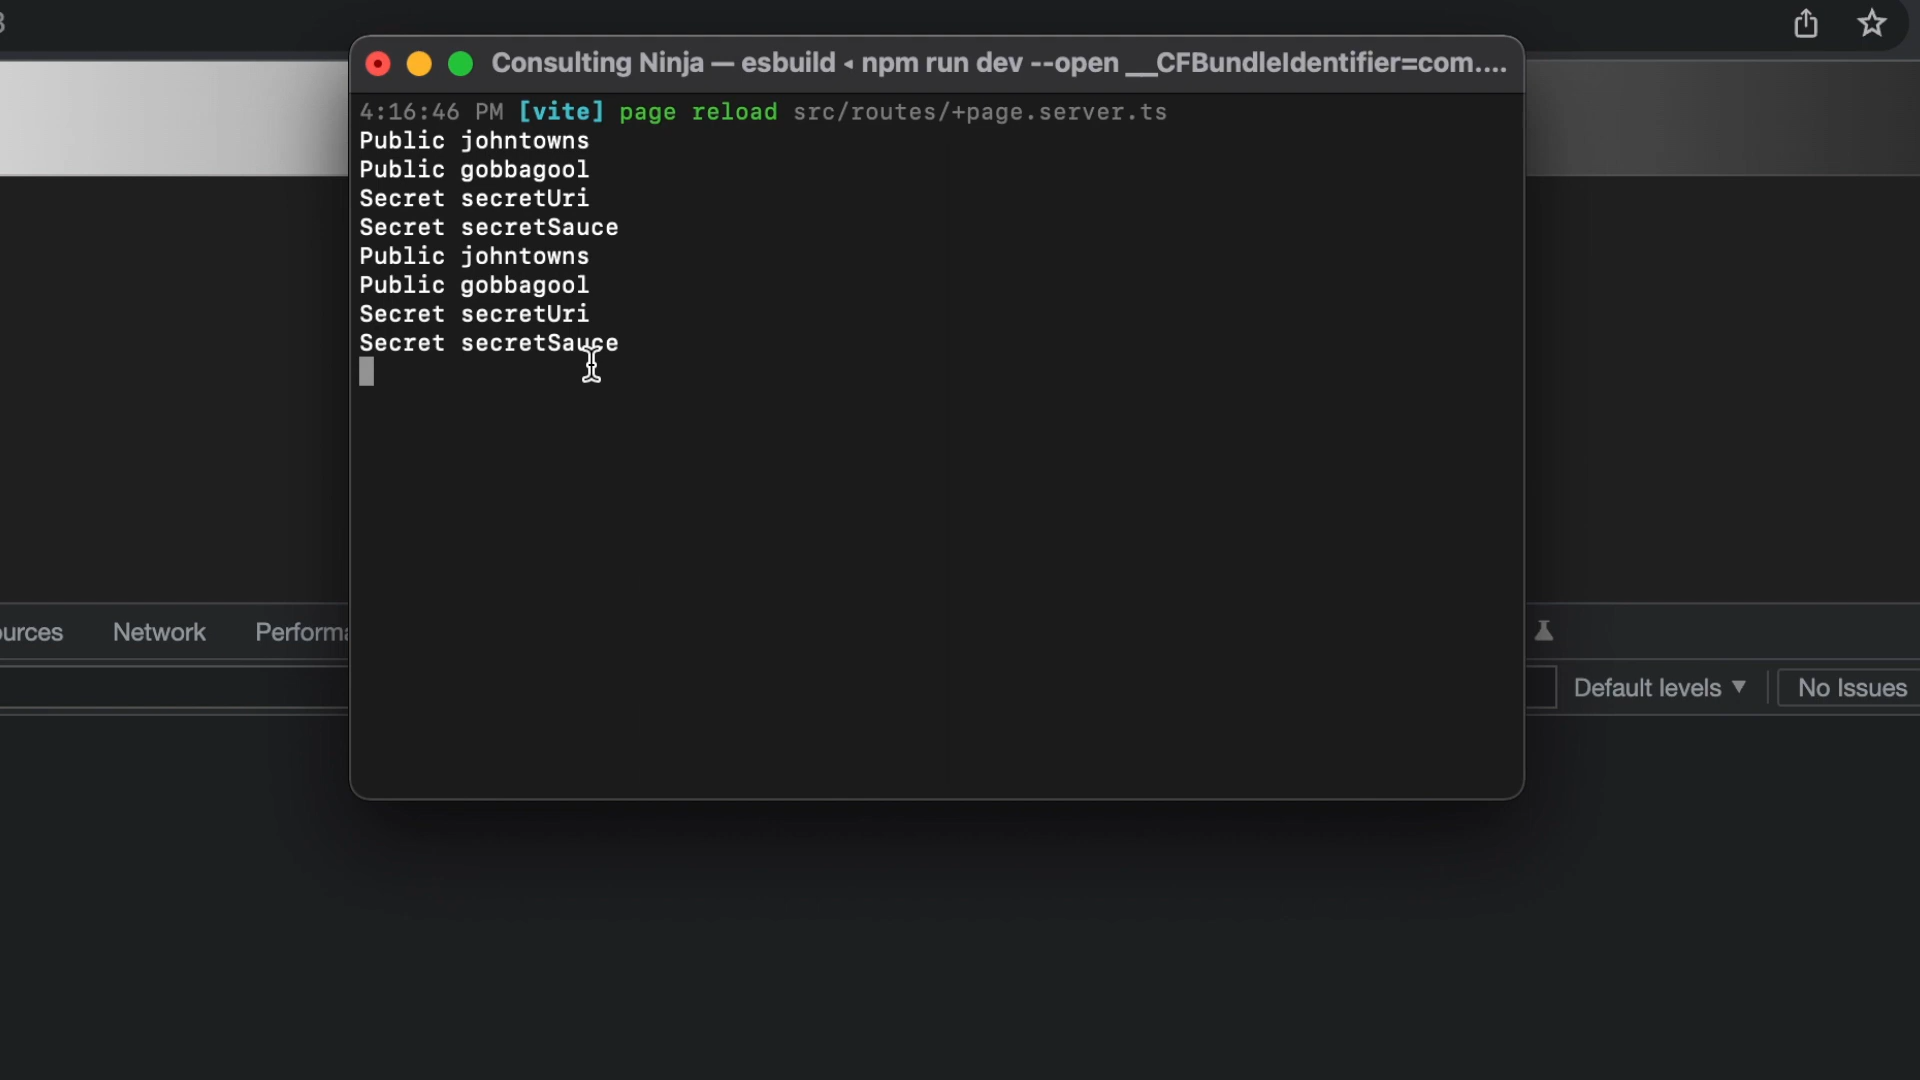 Consulting Ninja — esbuild ◂ npm run dev --open __CFBundleIdentifier=com....
4:16:46 PM [vite] page reload src/routes/+page.server.ts
Public johntowns
Public gobbagool
Secret secretUri
Secret secretSauce
Public johntowns
Public gobbagool
Secret secretUri
Secret secretSauce
ources Network Performa
Default levels ▼ No Issues